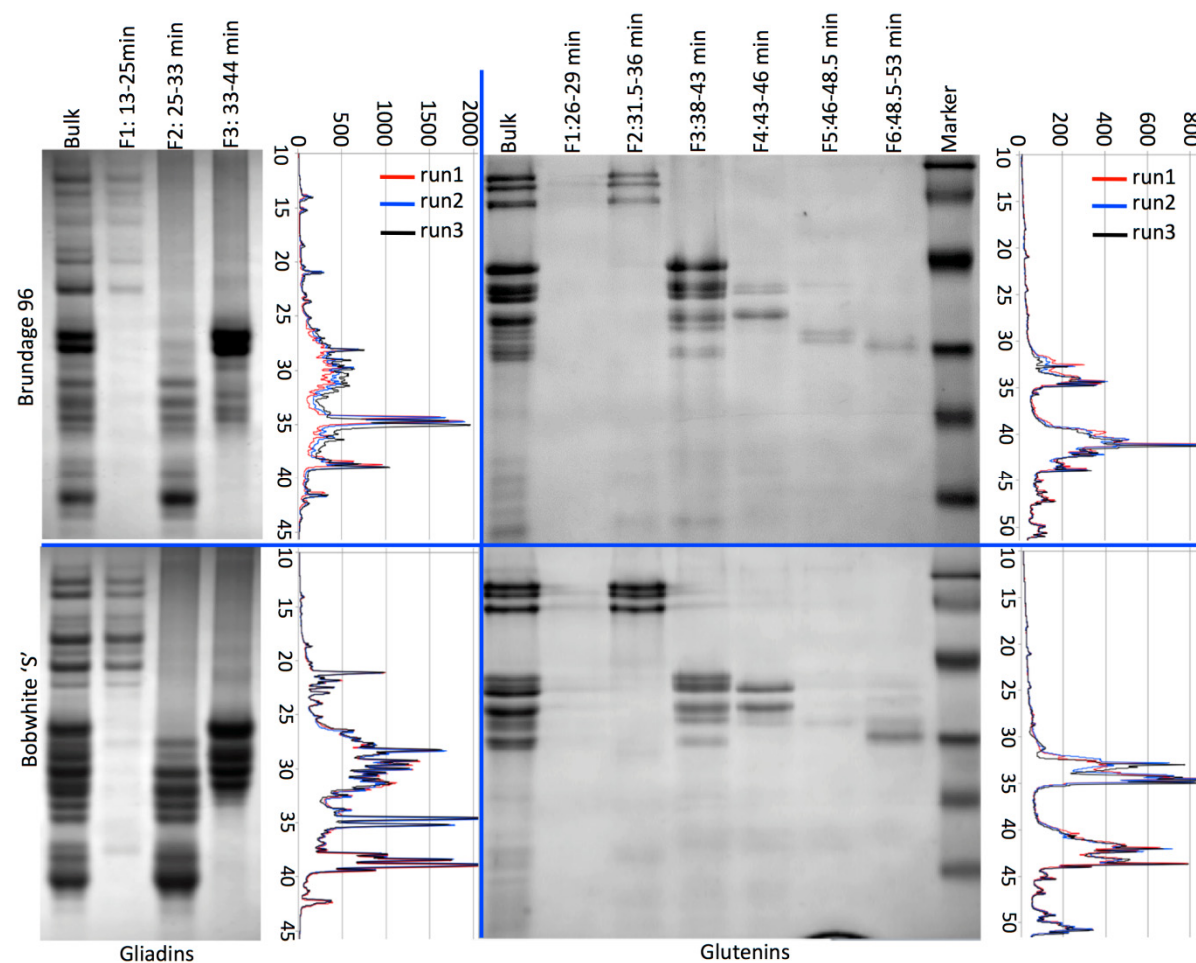 Bulk
F1: 13-25min
F2: 25-33 min
F3: 33-44 min
0
5000
10000
15000
20000
Bulk
F1:26-29 min
F2:31.5-36 min
F3:38-43 min
F4:43-46 min
F5:46-48.5 min
F6:48.5-53 min
Marker
0
200
400
600
800
Brundage 96
10
15
20
25
30
35
40
45
run1
run2
run3
10
15
20
25
30
35
40
45
50
run1
run2
run3
Bobwhite 'S'
10
15
20
25
30
35
40
45
10
15
20
25
30
35
40
45
50
Gliadins
Glutenins